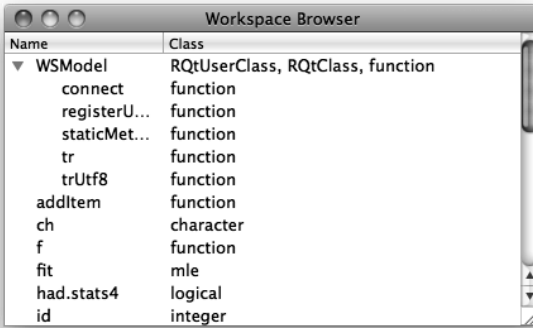 Workspace Browser
Name Class
WSModel RQtUserClass, RQtClass, function
connect function
registerU... function
staticMet... function
tr function
trUtf8 function
addItem function
ch character
f function
fit mle
had.stats4 logical
id integer